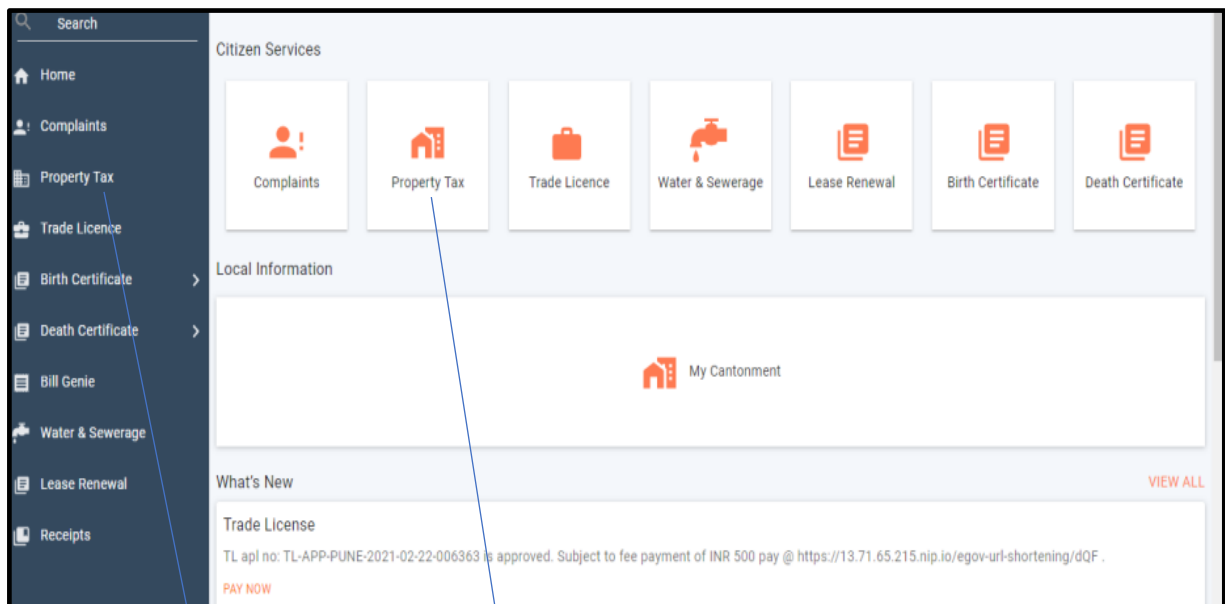 Search
Home
Complaints
Property Tax
Trade Licence
Birth Certificate
Death Certificate
Bill Genie
Water & Sewerage
Lease Renewal
Receipts
Citizen Services
Complaints
Property Tax
Trade Licence
Water & Sewerage
Lease Renewal
Birth Certificate
Death Certificate
Local Information
My Cantonment
What's New
VIEW ALL
Trade License
TL apl no: TL-APP-PUNE-2021-02-22-006363 is approved. Subject to fee payment of INR 500 pay @ https://13.71.65.215.nip.io/egov-url-shortening/dQF .
PAY NOW